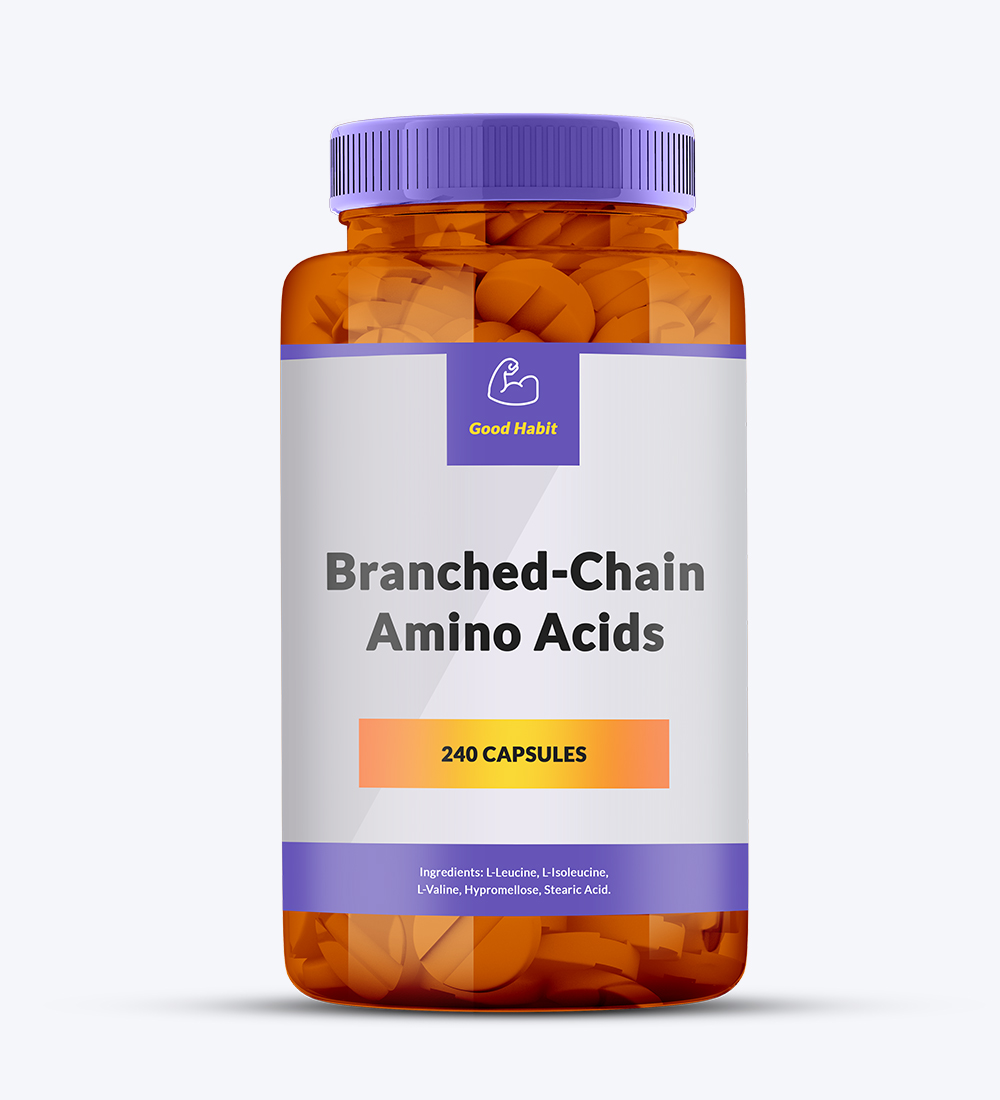 Good Habit
Branched-Chain
Amino Acids
240 CAPSULES
Ingredients: L-Leucine, L-Isoleucine,
L-Valine, Hypromellose, Stearic Acid.